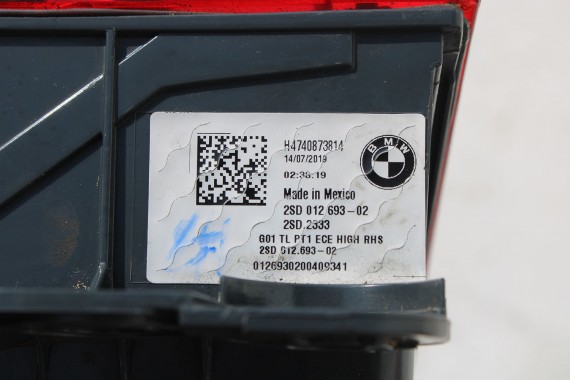 H4740873814
14/07/2019
02:38:19
BMW
Made in Mexico
2SD 012 693-02
2SD.2333
G01 TL PT1 ECE HIGH RHS
2SD 012.693-02
0126930200409341